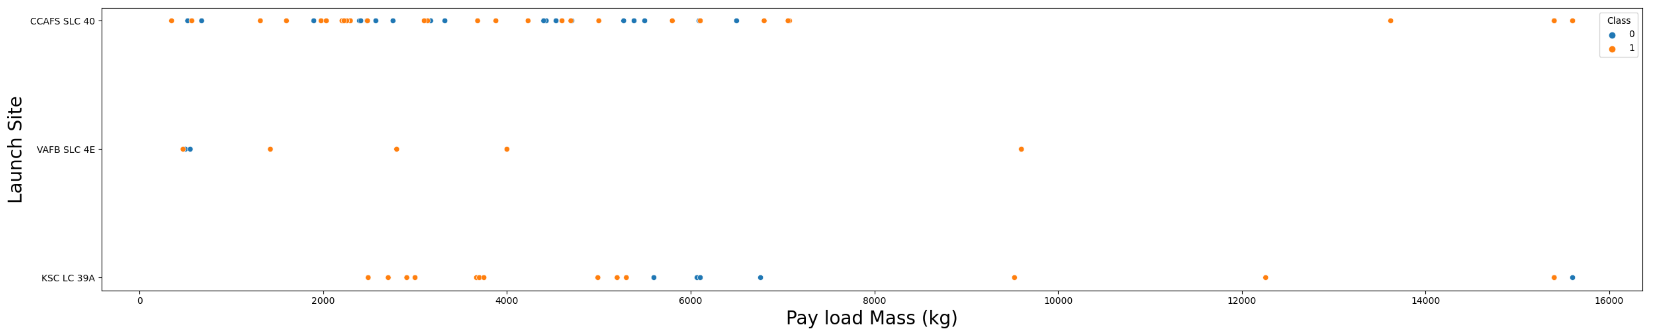 CCAFS SLC 40
VAFB SLC 4E
KSC LC 39A
Launch Site
0
2000
4000
6000
8000
10000
12000
14000
16000
Pay load Mass (kg)
Class
0
1